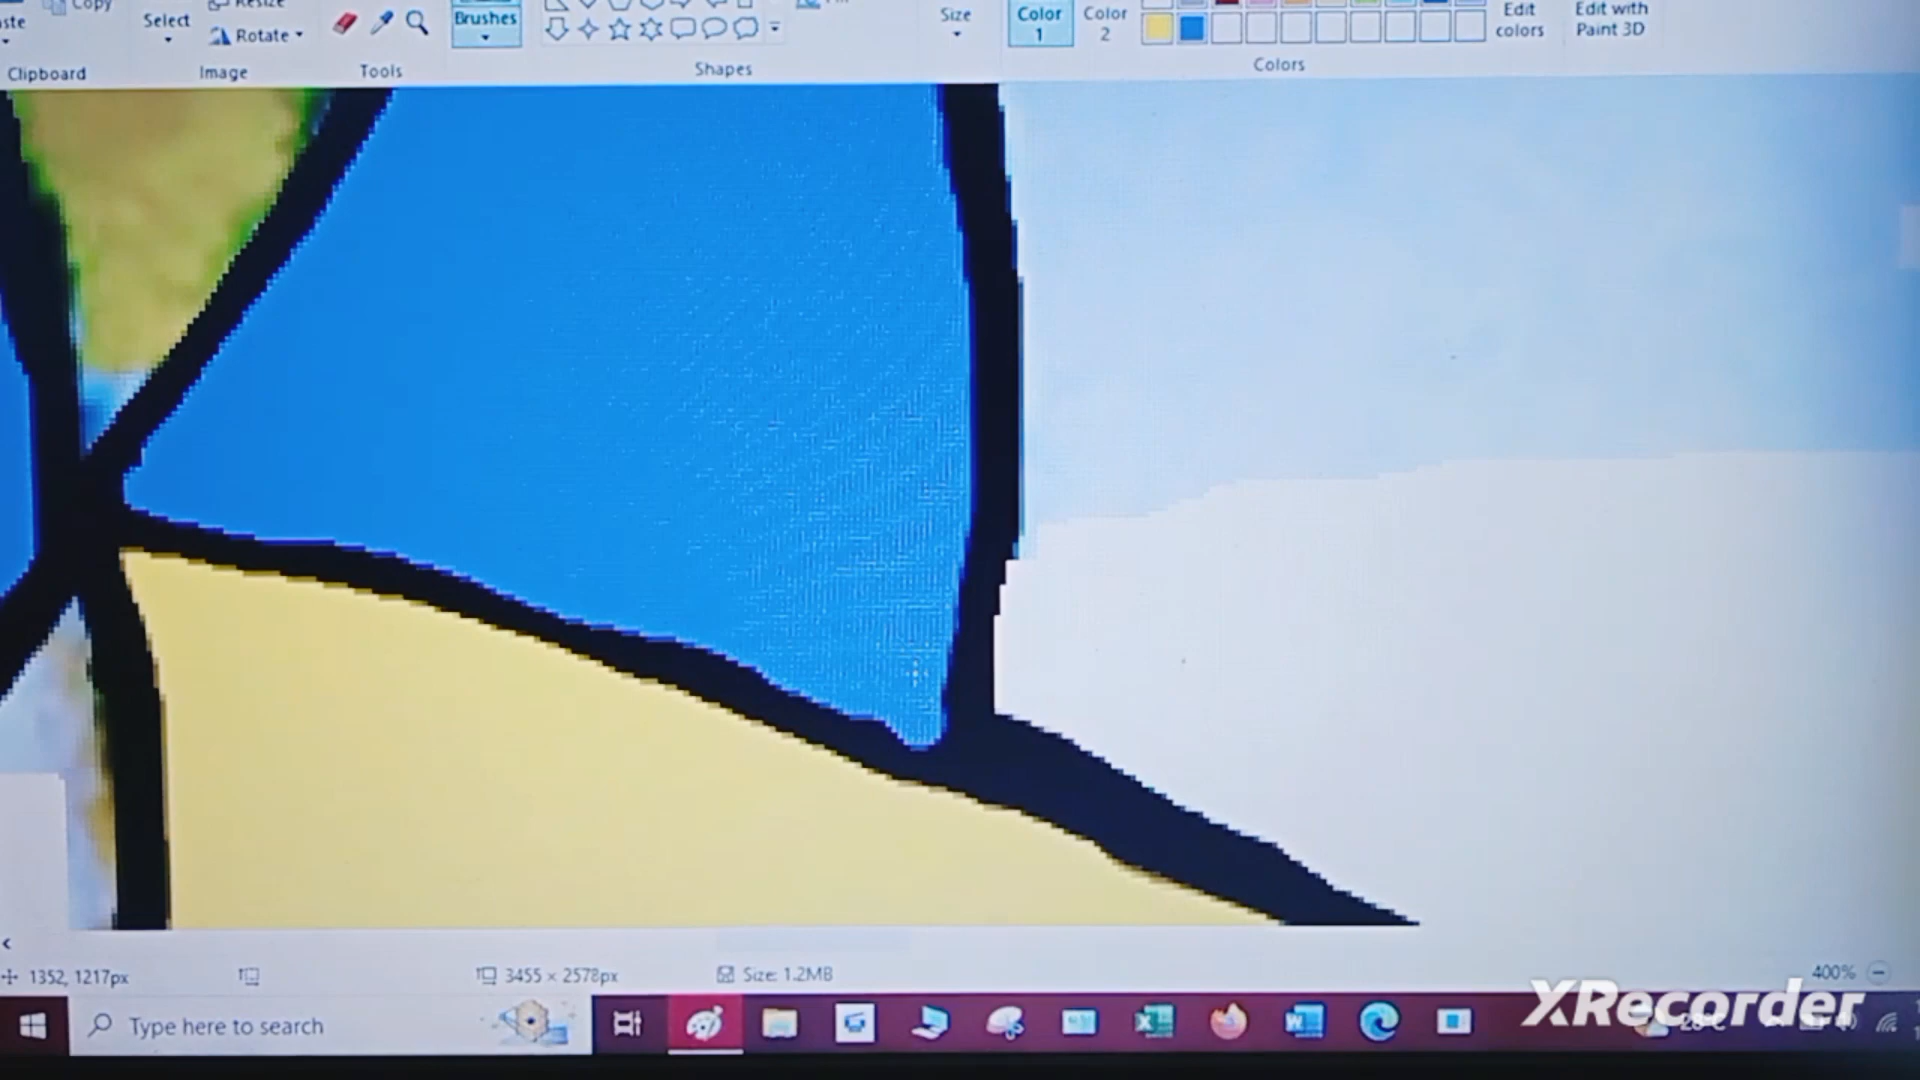 Copy
Resize
Select
Rotate
Brushes
Size
Color
1
Color
2
Edit
colors
Edit with
Paint 3D
Clipboard
Image
Tools
Shapes
Colors
1352, 1217px
3455 × 2578px
Size: 1.2MB
400%
Type here to search
XRecorder